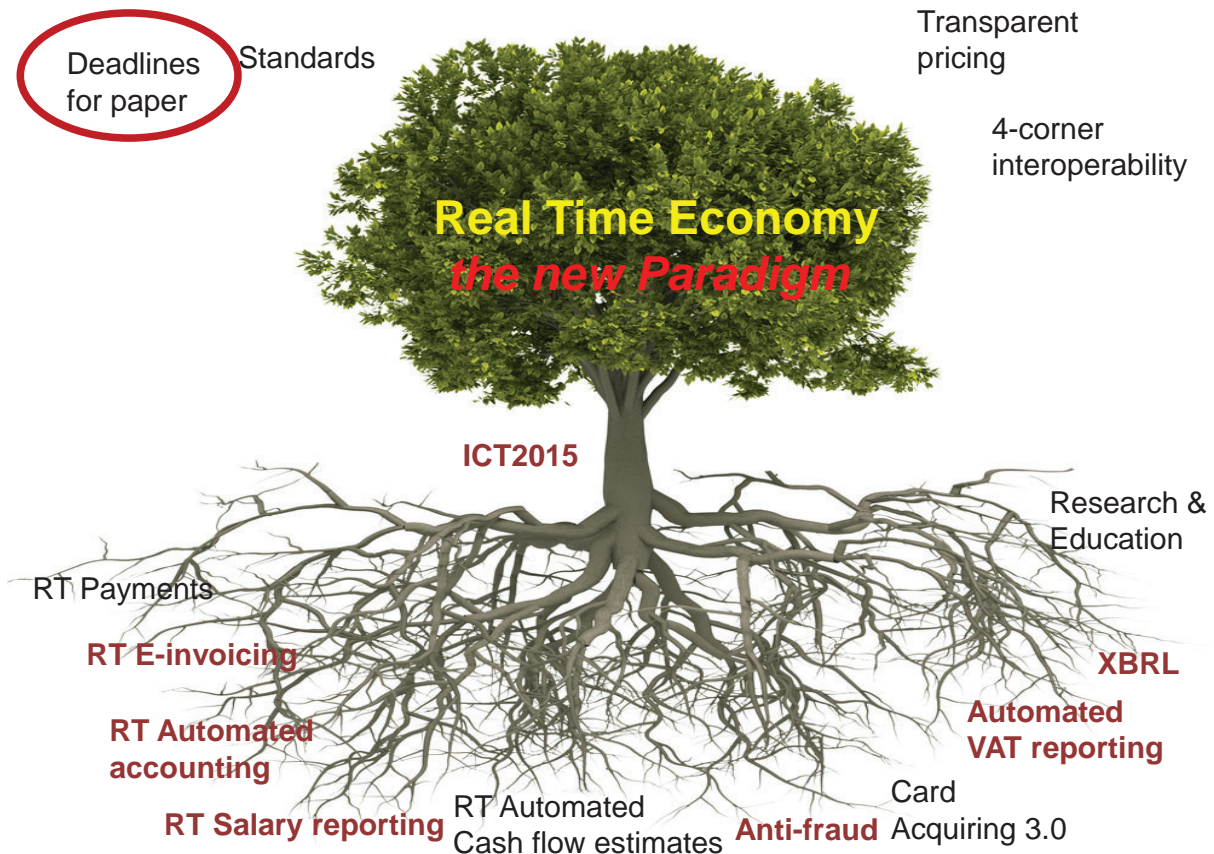 Deadlines
for paper
Standards
Transparent
pricing
4-corner
interoperability
Real Time Economy
the new Paradigm
ICT2015
Research &
Education
RT Payments
RT E-invoicing
XBRL
RT Automated
accounting
Automated
VAT reporting
RT Salary reporting
RT Automated
Cash flow estimates
Anti-fraud
Card
Acquiring 3.0